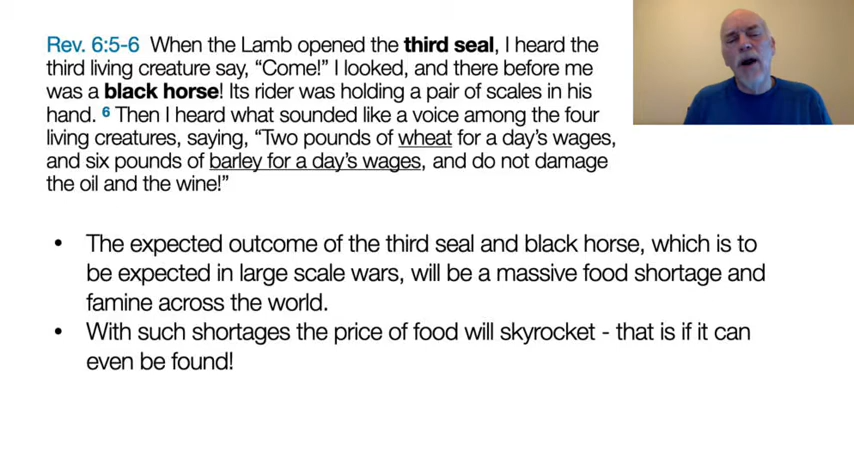 Rev. 6:5-6  When the Lamb opened the third seal, I heard the
third living creature say, “Come!” I looked, and there before me
was a black horse! Its rider was holding a pair of scales in his
hand. 6 Then I heard what sounded like a voice among the four
living creatures, saying, “Two pounds of wheat for a day’s wages,
and six pounds of barley for a day’s wages, and do not damage
the oil and the wine!”
• The expected outcome of the third seal and black horse, which is to
be expected in large scale wars, will be a massive food shortage and
famine across the world.
• With such shortages the price of food will skyrocket - that is if it can
even be found!